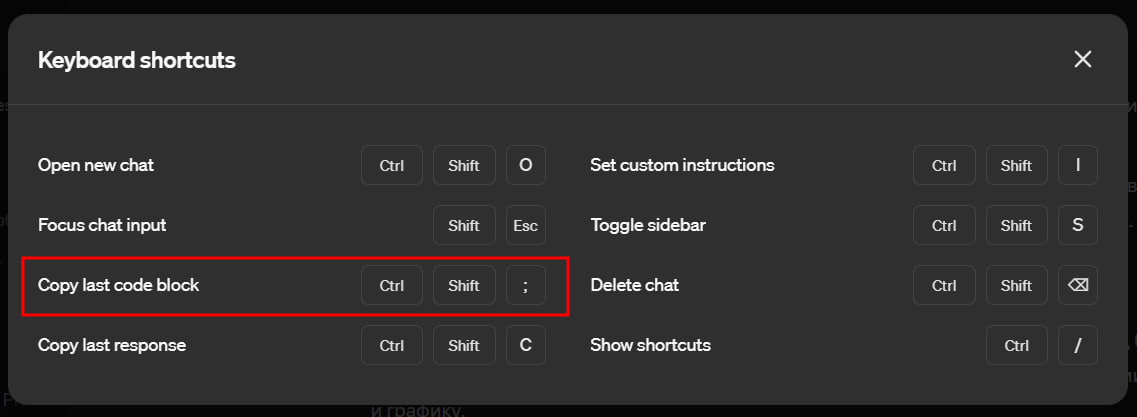 Keyboard shortcuts
Open new chat Ctrl Shift O
Set custom instructions Ctrl Shift I
Focus chat input Shift Esc
Toggle sidebar Ctrl Shift S
Copy last code block Ctrl Shift ;
Delete chat Ctrl Shift ⌫
Copy last response Ctrl Shift C
Show shortcuts Ctrl /
и графику.